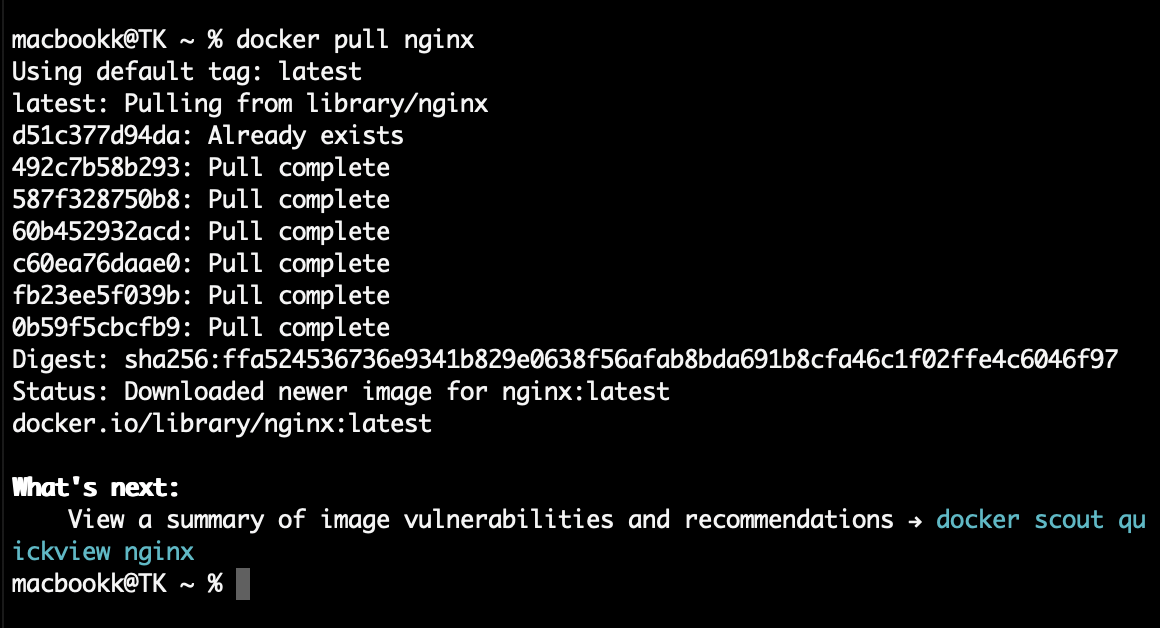 macbookk@TK ~ % docker pull nginx
Using default tag: latest
latest: Pulling from library/nginx
d51c377d94da: Already exists
492c7b58b293: Pull complete
587f328750b8: Pull complete
60b452932acd: Pull complete
c60ea76daae0: Pull complete
fb23ee5f039b: Pull complete
0b59f5cbcfb9: Pull complete
Digest: sha256:ffa524536736e9341b829e0638f56afab8bda691b8cfa46c1f02ffe4c6046f97
Status: Downloaded newer image for nginx:latest
docker.io/library/nginx:latest
What's next:
    View a summary of image vulnerabilities and recommendations → docker scout qu
ickview nginx
macbookk@TK ~ %